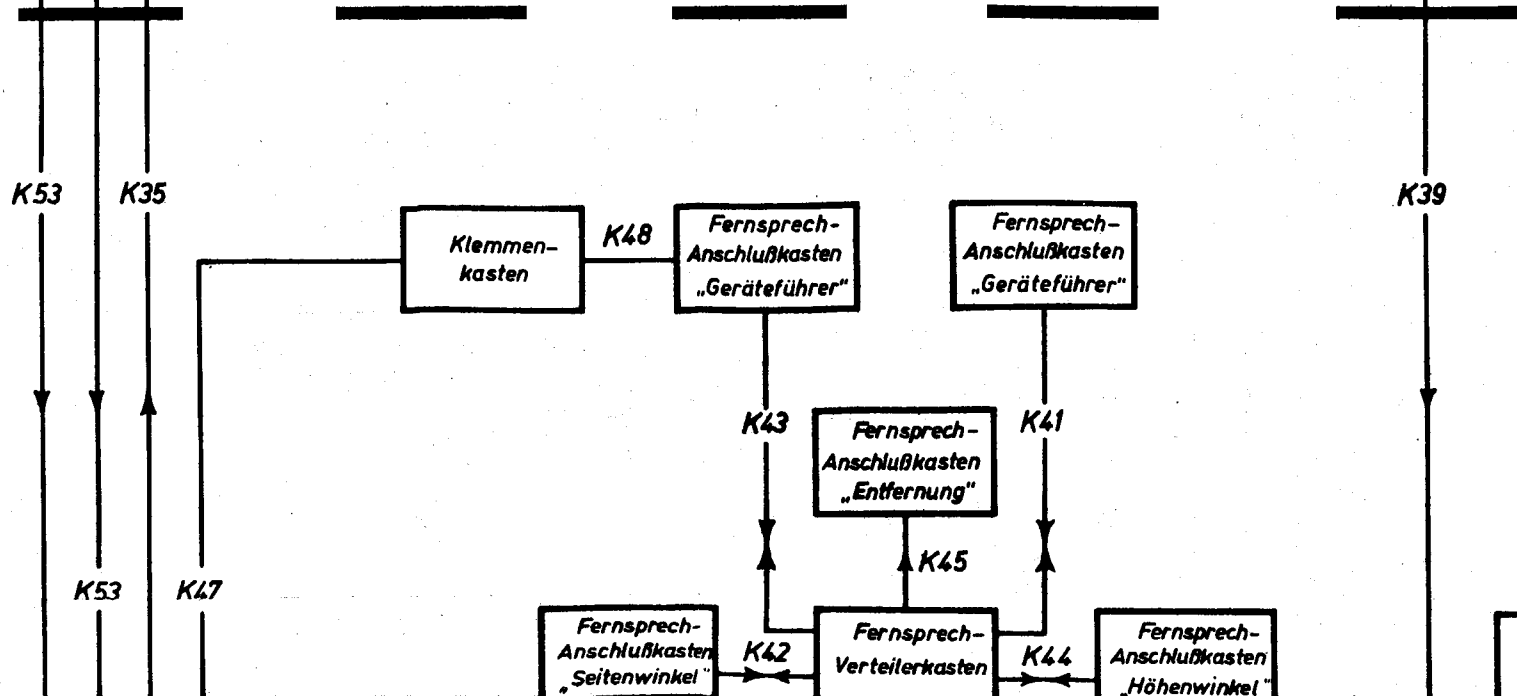 K53
K35
K39
Klemmen-
kasten
K48
Fernsprech-
Anschlußkasten
„Geräteführer"
Fernsprech-
Anschlußkasten
„Geräteführer"
K43
Fernsprech-
Anschlußkasten
„Entfernung"
K41
K45
K53
K47
Fernsprech-
Anschlußkasten
„Seitenwinkel"
K42
Fernsprech-
Verteilerkasten
K44
Fernsprech-
Anschlußkasten
„Höhenwinkel"